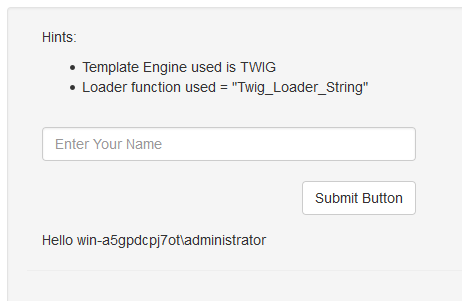 Hints:
• Template Engine used is TWIG
• Loader function used = "Twig_Loader_String"
Enter Your Name
Submit Button
Hello win-a5gpdcpj7ot\administrator